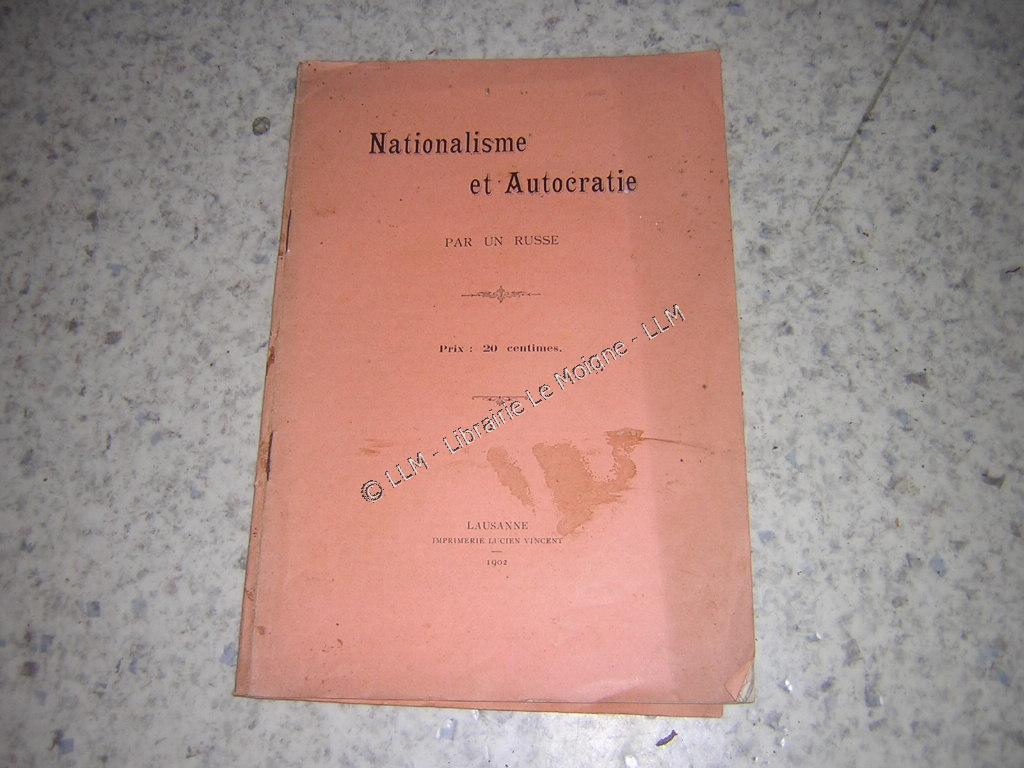 Nationalisme
et Autocratie
PAR UN RUSSE
Prix : 20 centimes.
© LLM - Librairie Le Moigne - LLM
LAUSANNE
IMPRIMERIE LUCIEN VINCENT
1902